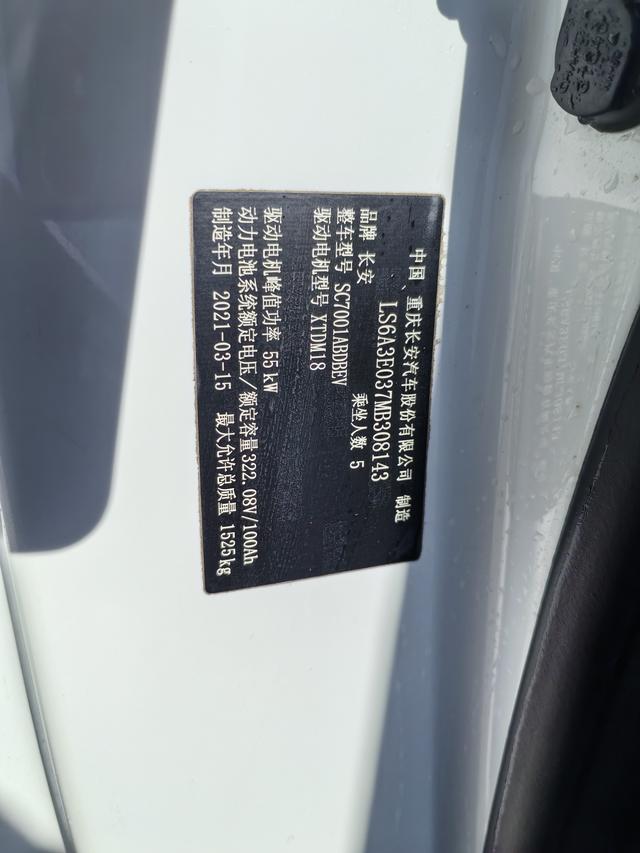 中国 重庆长安汽车股份有限公司 制造
LS6A3E037MB308143
品牌 长安
整车型号 SC7001ABDBEV 乘坐人数 5
驱动电机型号 XTDM18
驱动电机峰值功率 55kW
动力电池系统额定电压/额定容量322.08V/100Ah
制造年月 2021-03-15 最大允许总质量 1525kg